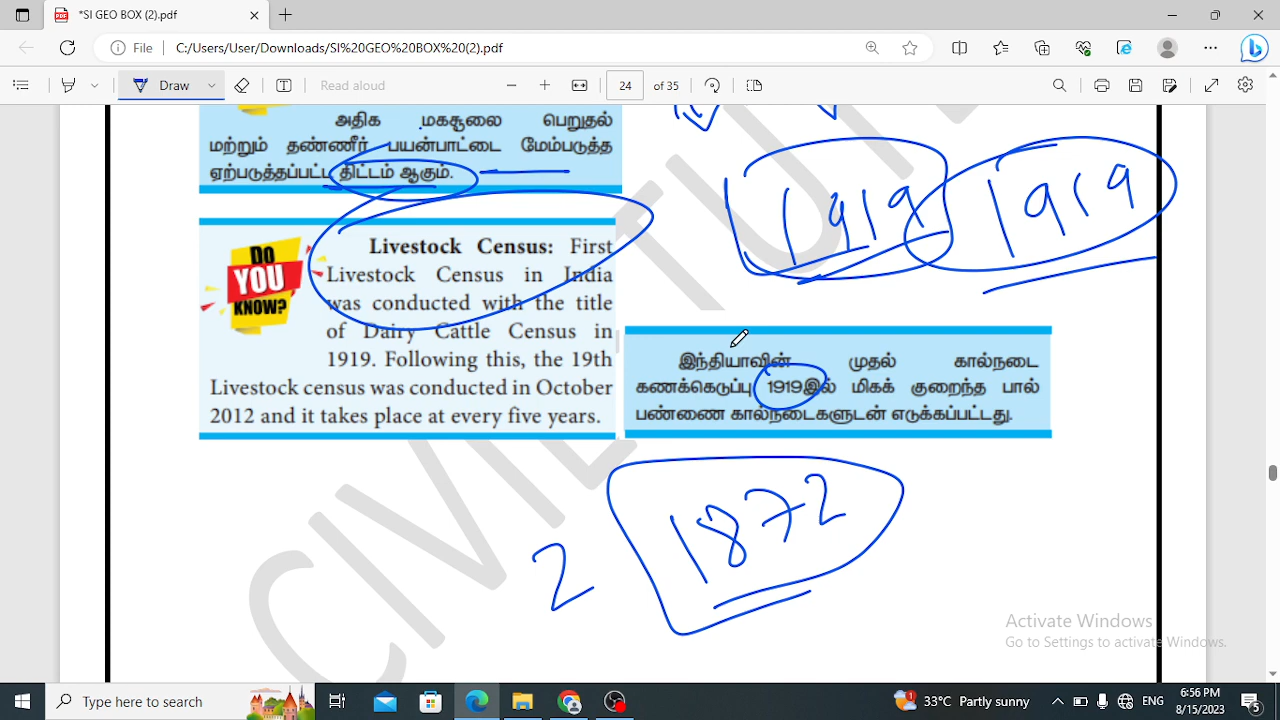 *SI GEO BOX (2).pdf
File C:/Users/User/Downloads/SI%20GEO%20BOX%20(2).pdf
Draw Read aloud 24 of 35
அதிக மகசூலை பெறுதல்
மற்றும் தண்ணீர் பயன்பாட்டை மேம்படுத்த
ஏற்படுத்தப்பட்ட திட்டம் ஆகும்.
1919 1919
DO YOU KNOW?
Livestock Census: First
Livestock Census in India
was conducted with the title
of Dairy Cattle Census in
1919. Following this, the 19th
Livestock census was conducted in October
2012 and it takes place at every five years.
இந்தியாவின் முதல் கால்நடை
கணக்கெடுப்பு 1919இல் மிகக் குறைந்த பால்
பண்ணை கால்நடைகளுடன் எடுக்கப்பட்டது.
2 1872
Activate Windows
Go to Settings to activate Windows.
Type here to search
33°C Partly sunny
ENG
6:56 PM
8/15/2023